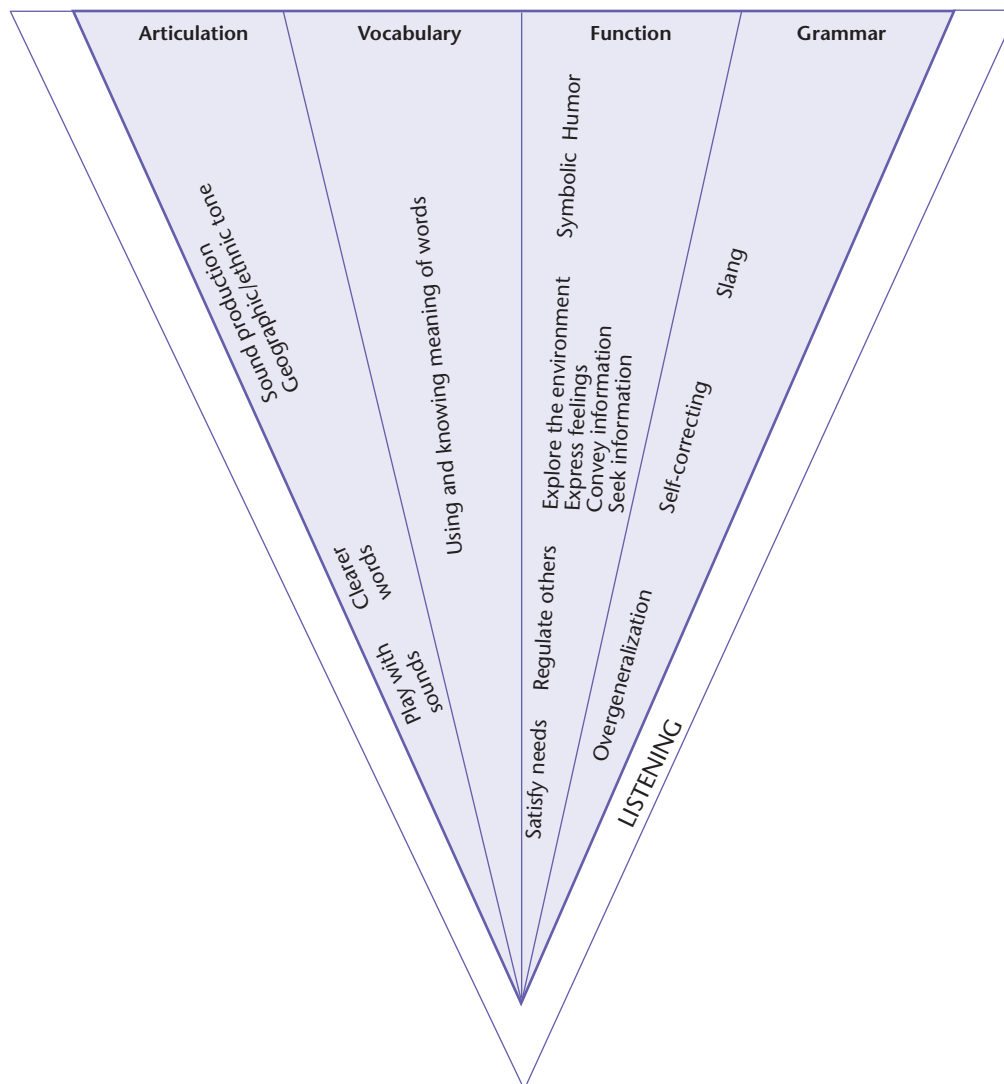 Articulation
Vocabulary
Function
Grammar
Sound production
Geographic/ethnic tone
Clearer
words
Play with
sounds
Using and knowing meaning of words
Humor
Symbolic
Explore the environment
Express feelings
Convey information
Seek information
Regulate others
Satisfy needs
Slang
Self-correcting
Overgeneralization
LISTENING